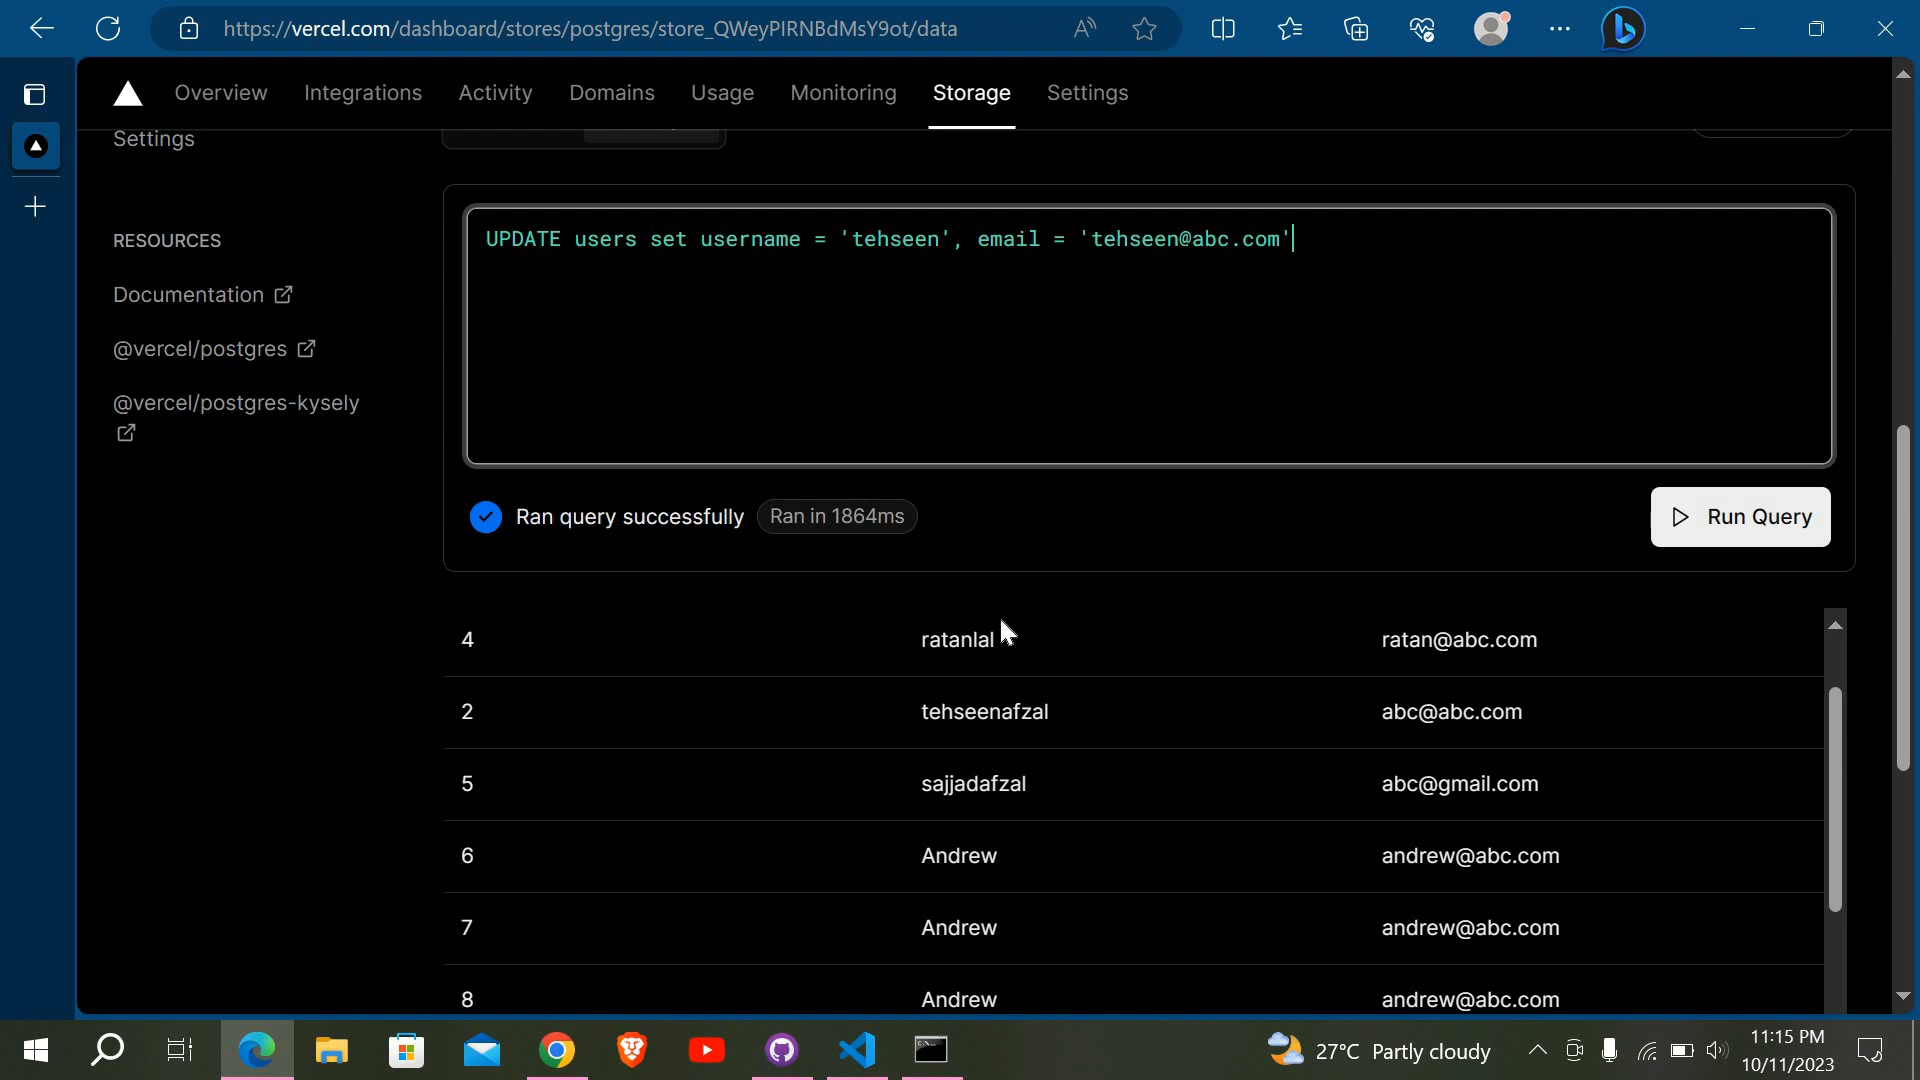 https://vercel.com/dashboard/stores/postgres/store_QWeyPIRNBdMsY9ot/data
Overview Integrations Activity Domains Usage Monitoring Storage Settings
Settings
RESOURCES
Documentation
@vercel/postgres
@vercel/postgres-kysely
UPDATE users set username = 'tehseen', email = 'tehseen@abc.com'
Ran query successfully Ran in 1864ms
Run Query
4 ratanlal ratan@abc.com
2 tehseenafzal abc@abc.com
5 sajjadafzal abc@gmail.com
6 Andrew andrew@abc.com
7 Andrew andrew@abc.com
8 Andrew andrew@abc.com
27°C Partly cloudy
11:15 PM
10/11/2023